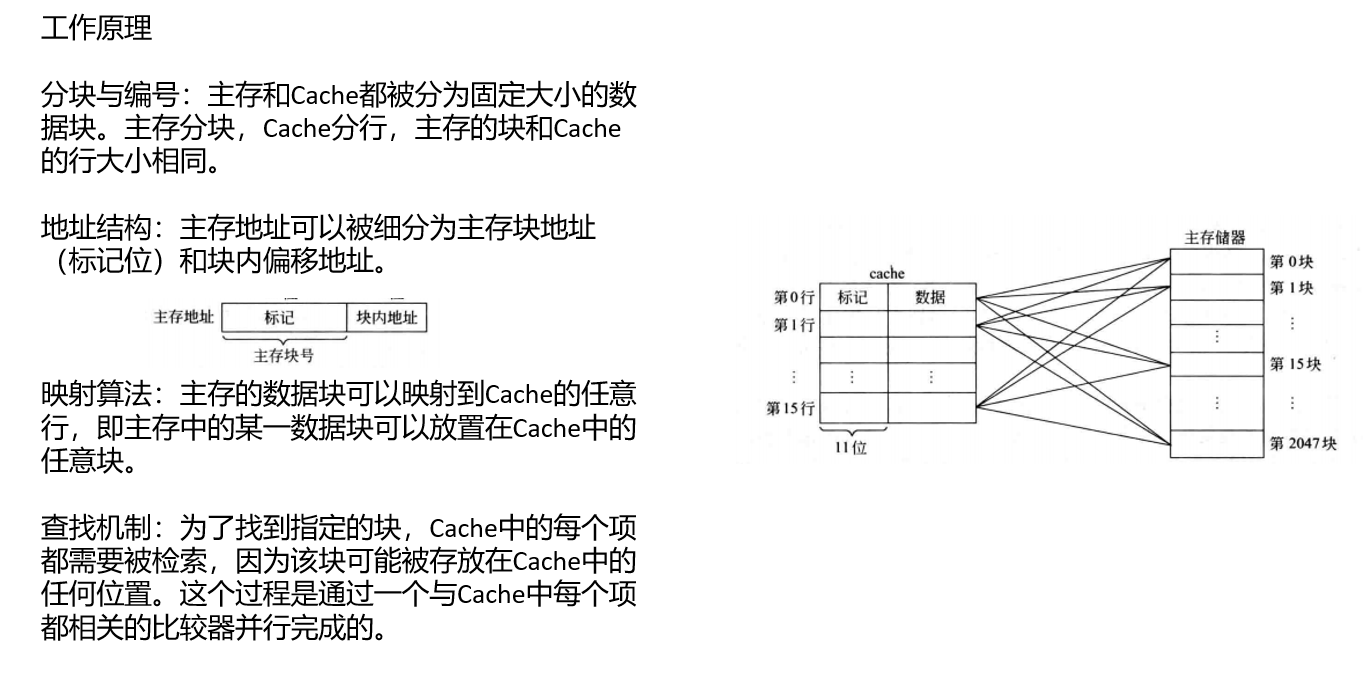 工作原理
分块与编号：主存和Cache都被分为固定大小的数
据块。主存分块，Cache分行，主存的块和Cache
的行大小相同。
地址结构：主存地址可以被细分为主存块地址
（标记位）和块内偏移地址。
主存地址 标记 块内地址
主存块号
映射算法：主存的数据块可以映射到Cache的任意
行，即主存中的某一数据块可以放置在Cache中的
任意块。
查找机制：为了找到指定的块，Cache中的每个项
都需要被检索，因为该块可能被存放在Cache中的
任何位置。这个过程是通过一个与Cache中每个项
都相关的比较器并行完成的。
cache
第0行 标记 数据
第1行
⋮ ⋮ ⋮
第15行
11位
主存储器
第0块
第1块
⋮ ⋮
第15块
⋮ ⋮
第2047块